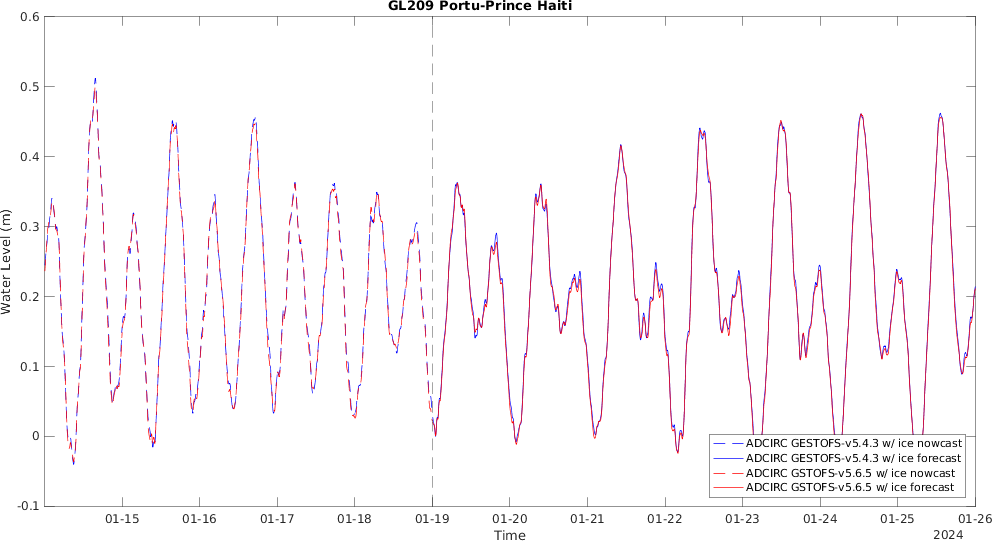 GL209 Portu-Prince Haiti
0.6
0.5
0.4
0.3
0.2
0.1
0
-0.1
Water Level (m)
ADCIRC GESTOFS-v5.4.3 w/ ice nowcast
ADCIRC GESTOFS-v5.4.3 w/ ice forecast
ADCIRC GSTOFS-v5.6.5 w/ ice nowcast
ADCIRC GSTOFS-v5.6.5 w/ ice forecast
01-15 01-16 01-17 01-18 01-19 01-20 01-21 01-22 01-23 01-24 01-25 01-26
Time
2024